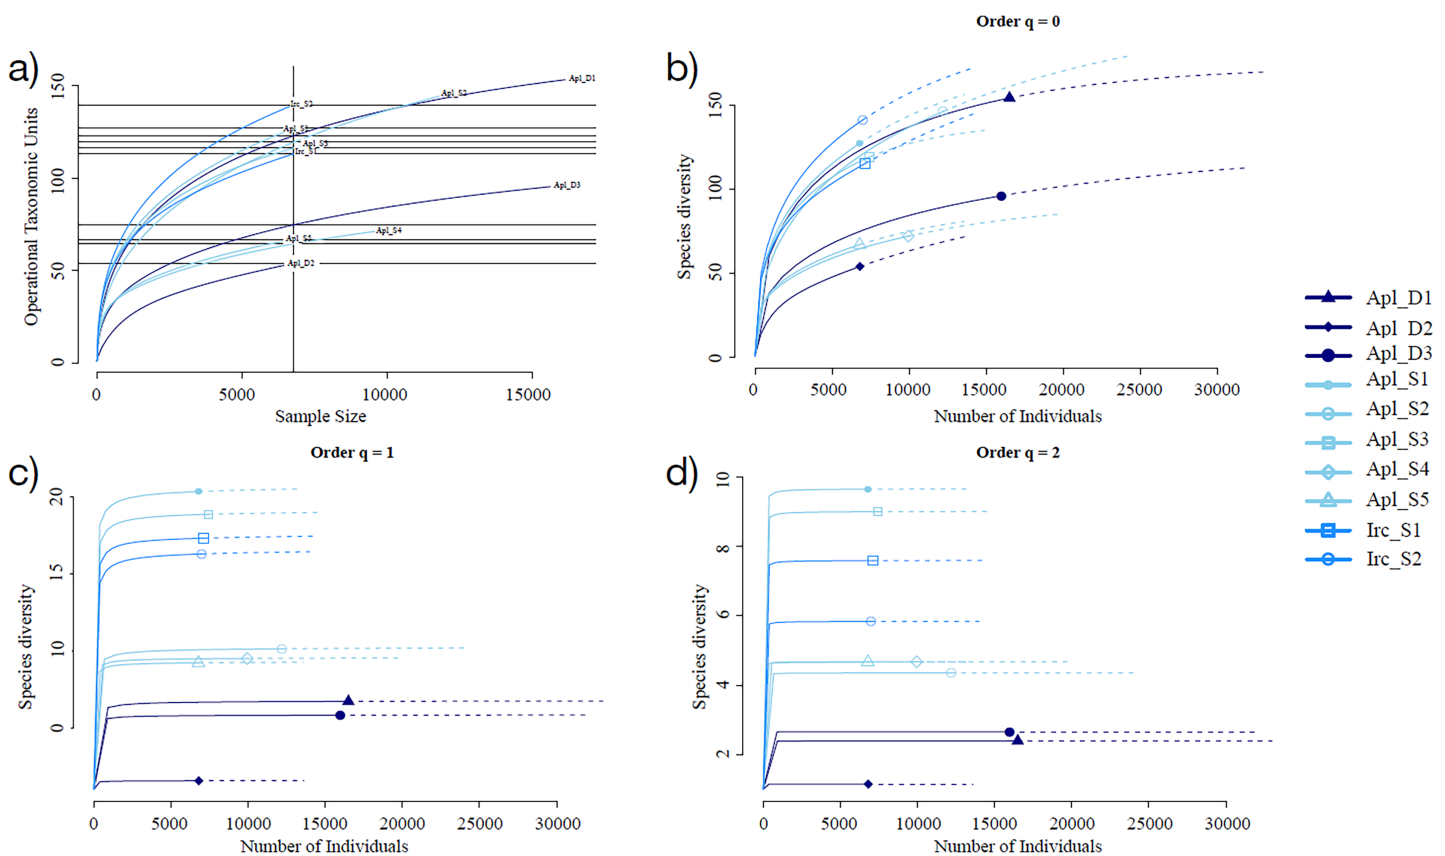 a)
Operational Taxonomic Units
0
50
100
150
Irc_S2
Apl_S2
Apl_D1
Apl_S1
Apl_S3
Irc_S1
Apl_D3
Apl_S5
Apl_S4
Apl_D2
0
5000
10000
15000
Sample Size
b)
Order q = 0
Species diversity
0
50
100
150
0
5000
10000
15000
20000
25000
30000
Number of Individuals
Apl_D1
Apl_D2
Apl_D3
Apl_S1
Apl_S2
Apl_S3
Apl_S4
Apl_S5
Irc_S1
Irc_S2
c)
Order q = 1
Species diversity
0
10
15
20
0
5000
10000
15000
20000
25000
30000
Number of Individuals
d)
Order q = 2
Species diversity
2
4
6
8
10
0
5000
10000
15000
20000
25000
30000
Number of Individuals